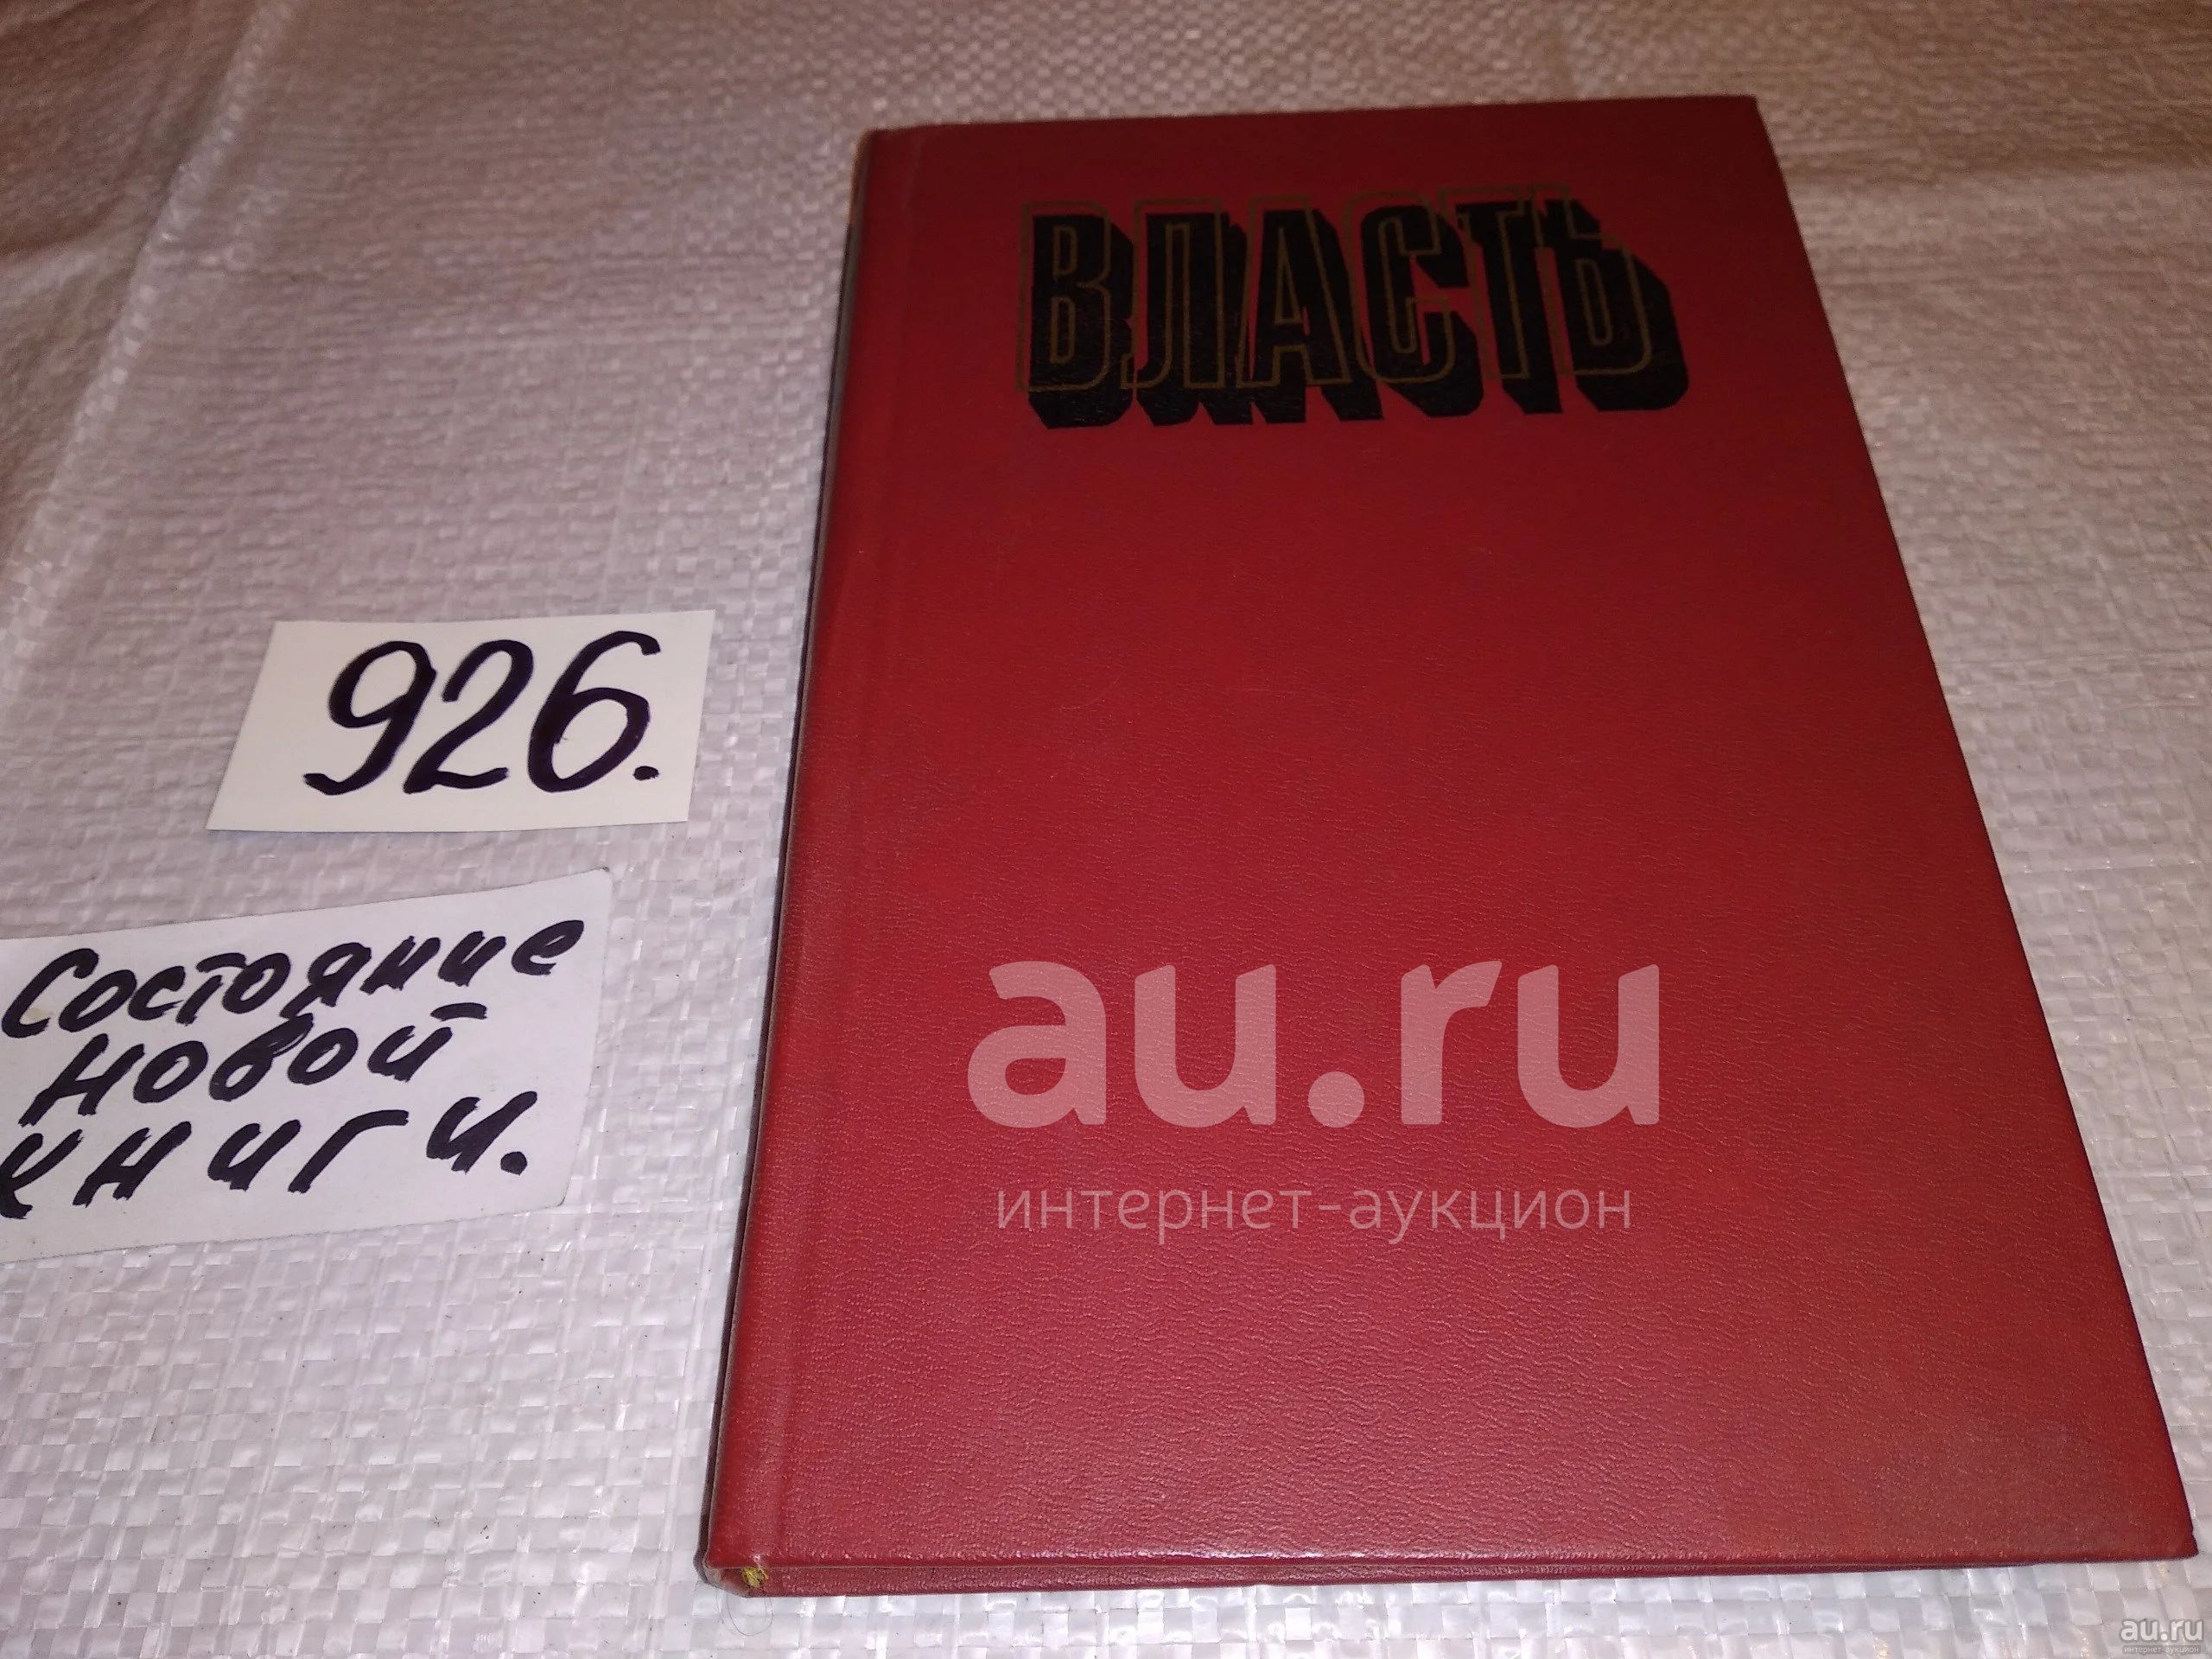 ВЛАСТЬ
926.
Состояние
новой
книги.
au.ru
интернет-аукцион
au.ru
интернет-аукцион